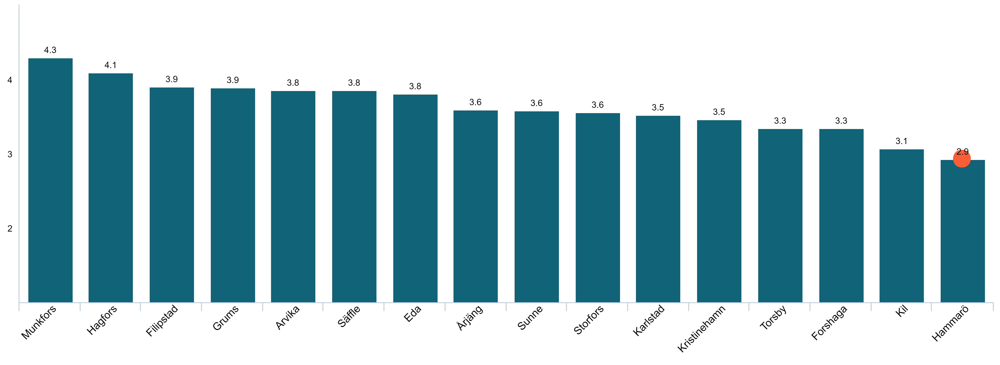 4.3
4.1
3.9
3.9
3.8
3.8
3.8
3.6
3.6
3.6
3.5
3.5
3.3
3.3
3.1
2.9
4
3
2
Munkfors
Hagfors
Filipstad
Grums
Arvika
Säffle
Eda
Årjäng
Sunne
Storfors
Karlstad
Kristinehamn
Torsby
Forshaga
Kil
Hammarö